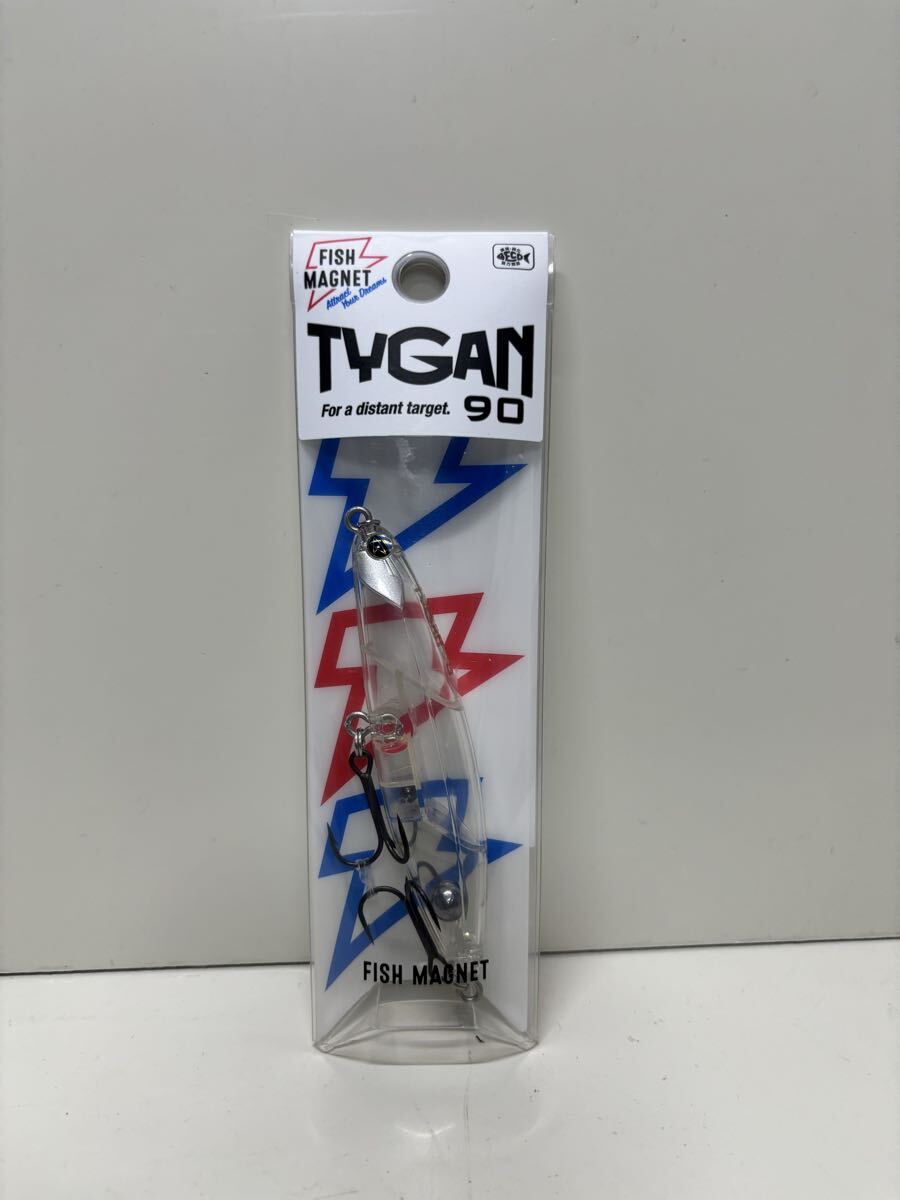 FISH
MAGNET
Attract
Your Dreams
TYGAN
For a distant target. 90
FISH MAGNET